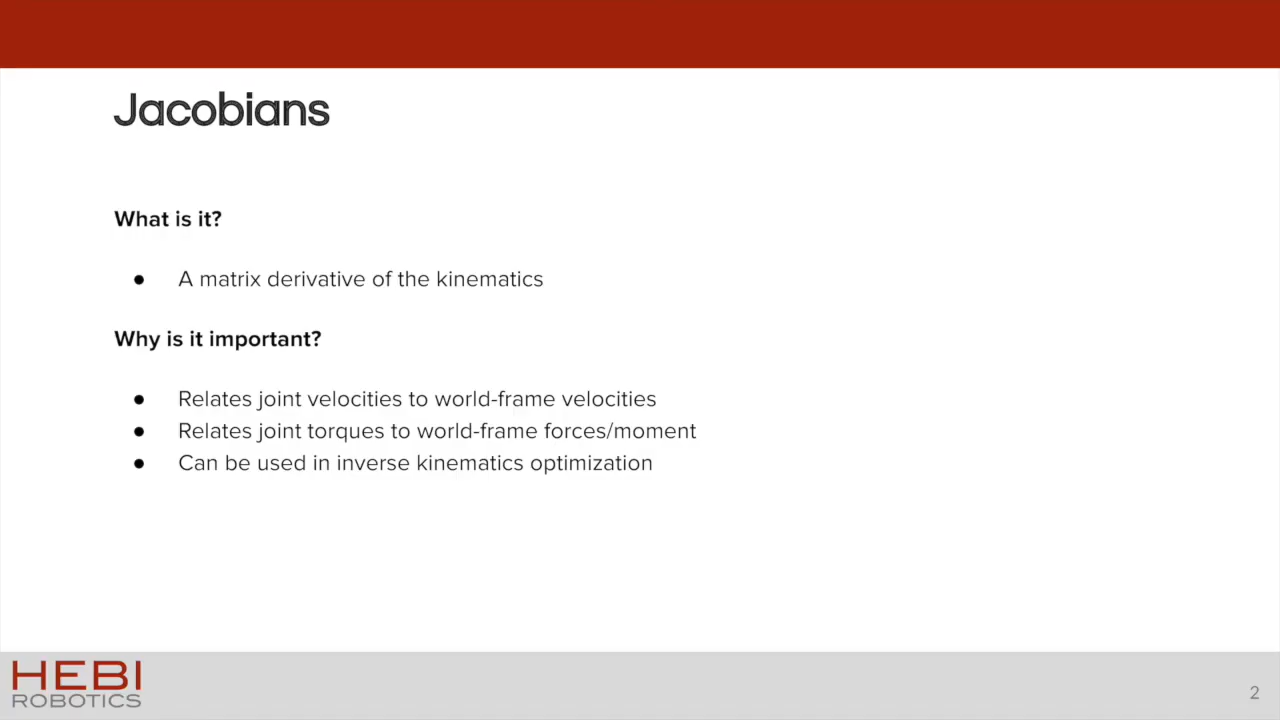 Jacobians
What is it?
● A matrix derivative of the kinematics
Why is it important?
● Relates joint velocities to world-frame velocities
● Relates joint torques to world-frame forces/moment
● Can be used in inverse kinematics optimization
HEBI
ROBOTICS
2